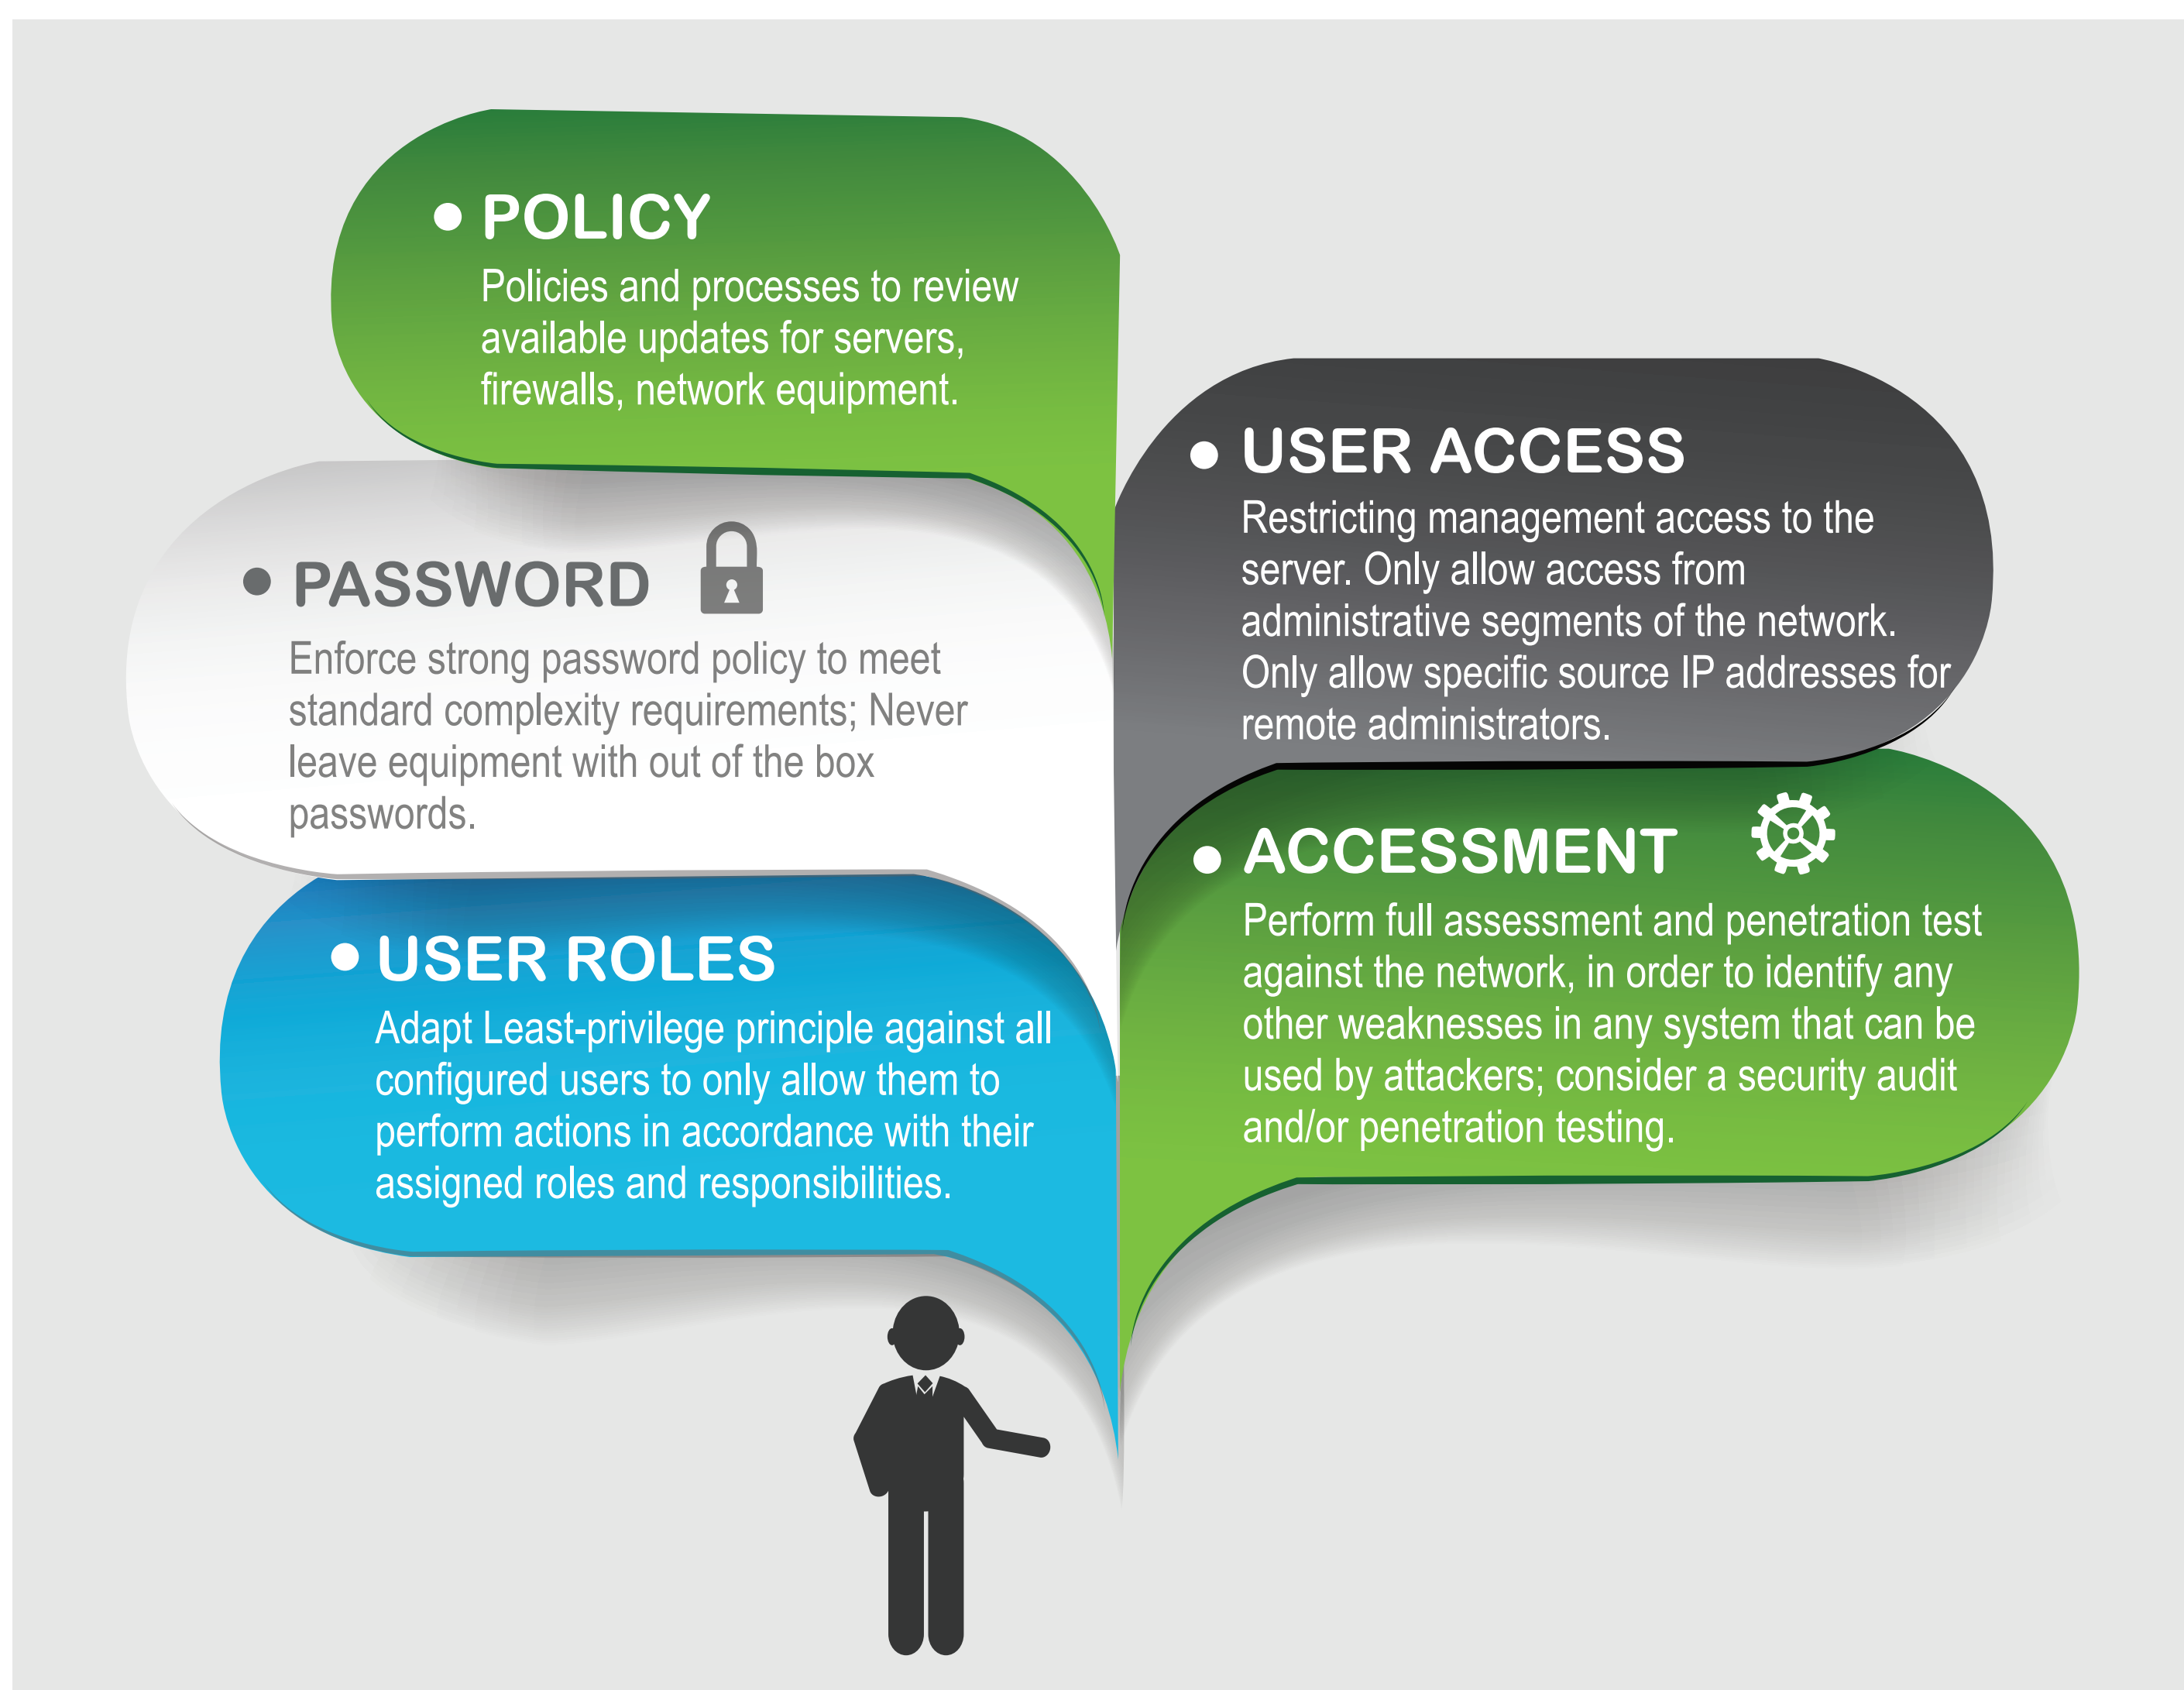 POLICY
Policies and processes to review
available updates for servers,
firewalls, network equipment.
PASSWORD
Enforce strong password policy to meet
standard complexity requirements; Never
leave equipment with out of the box
passwords.
USER ROLES
Adapt Least-privilege principle against all
configured users to only allow them to
perform actions in accordance with their
assigned roles and responsibilities.
USER ACCESS
Restricting management access to the
server. Only allow access from
administrative segments of the network.
Only allow specific source IP addresses for
remote administrators.
ACCESSMENT
Perform full assessment and penetration test
against the network, in order to identify any
other weaknesses in any system that can be
used by attackers; consider a security audit
and/or penetration testing.